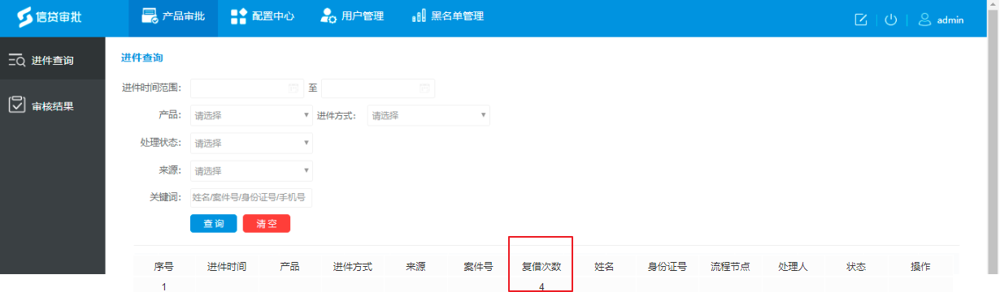 信贷审批 产品审批 配置中心 用户管理 黑名单管理 admin
进件查询
审核结果
进件查询
进件时间范围: 至
产品: 请选择 进件方式: 请选择
处理状态: 请选择
来源: 请选择
关键词: 姓名/案件号/身份证号/手机号
查询 清空
序号 进件时间 产品 进件方式 来源 案件号 复借次数 姓名 身份证号 流程节点 处理人 状态 操作
1 4